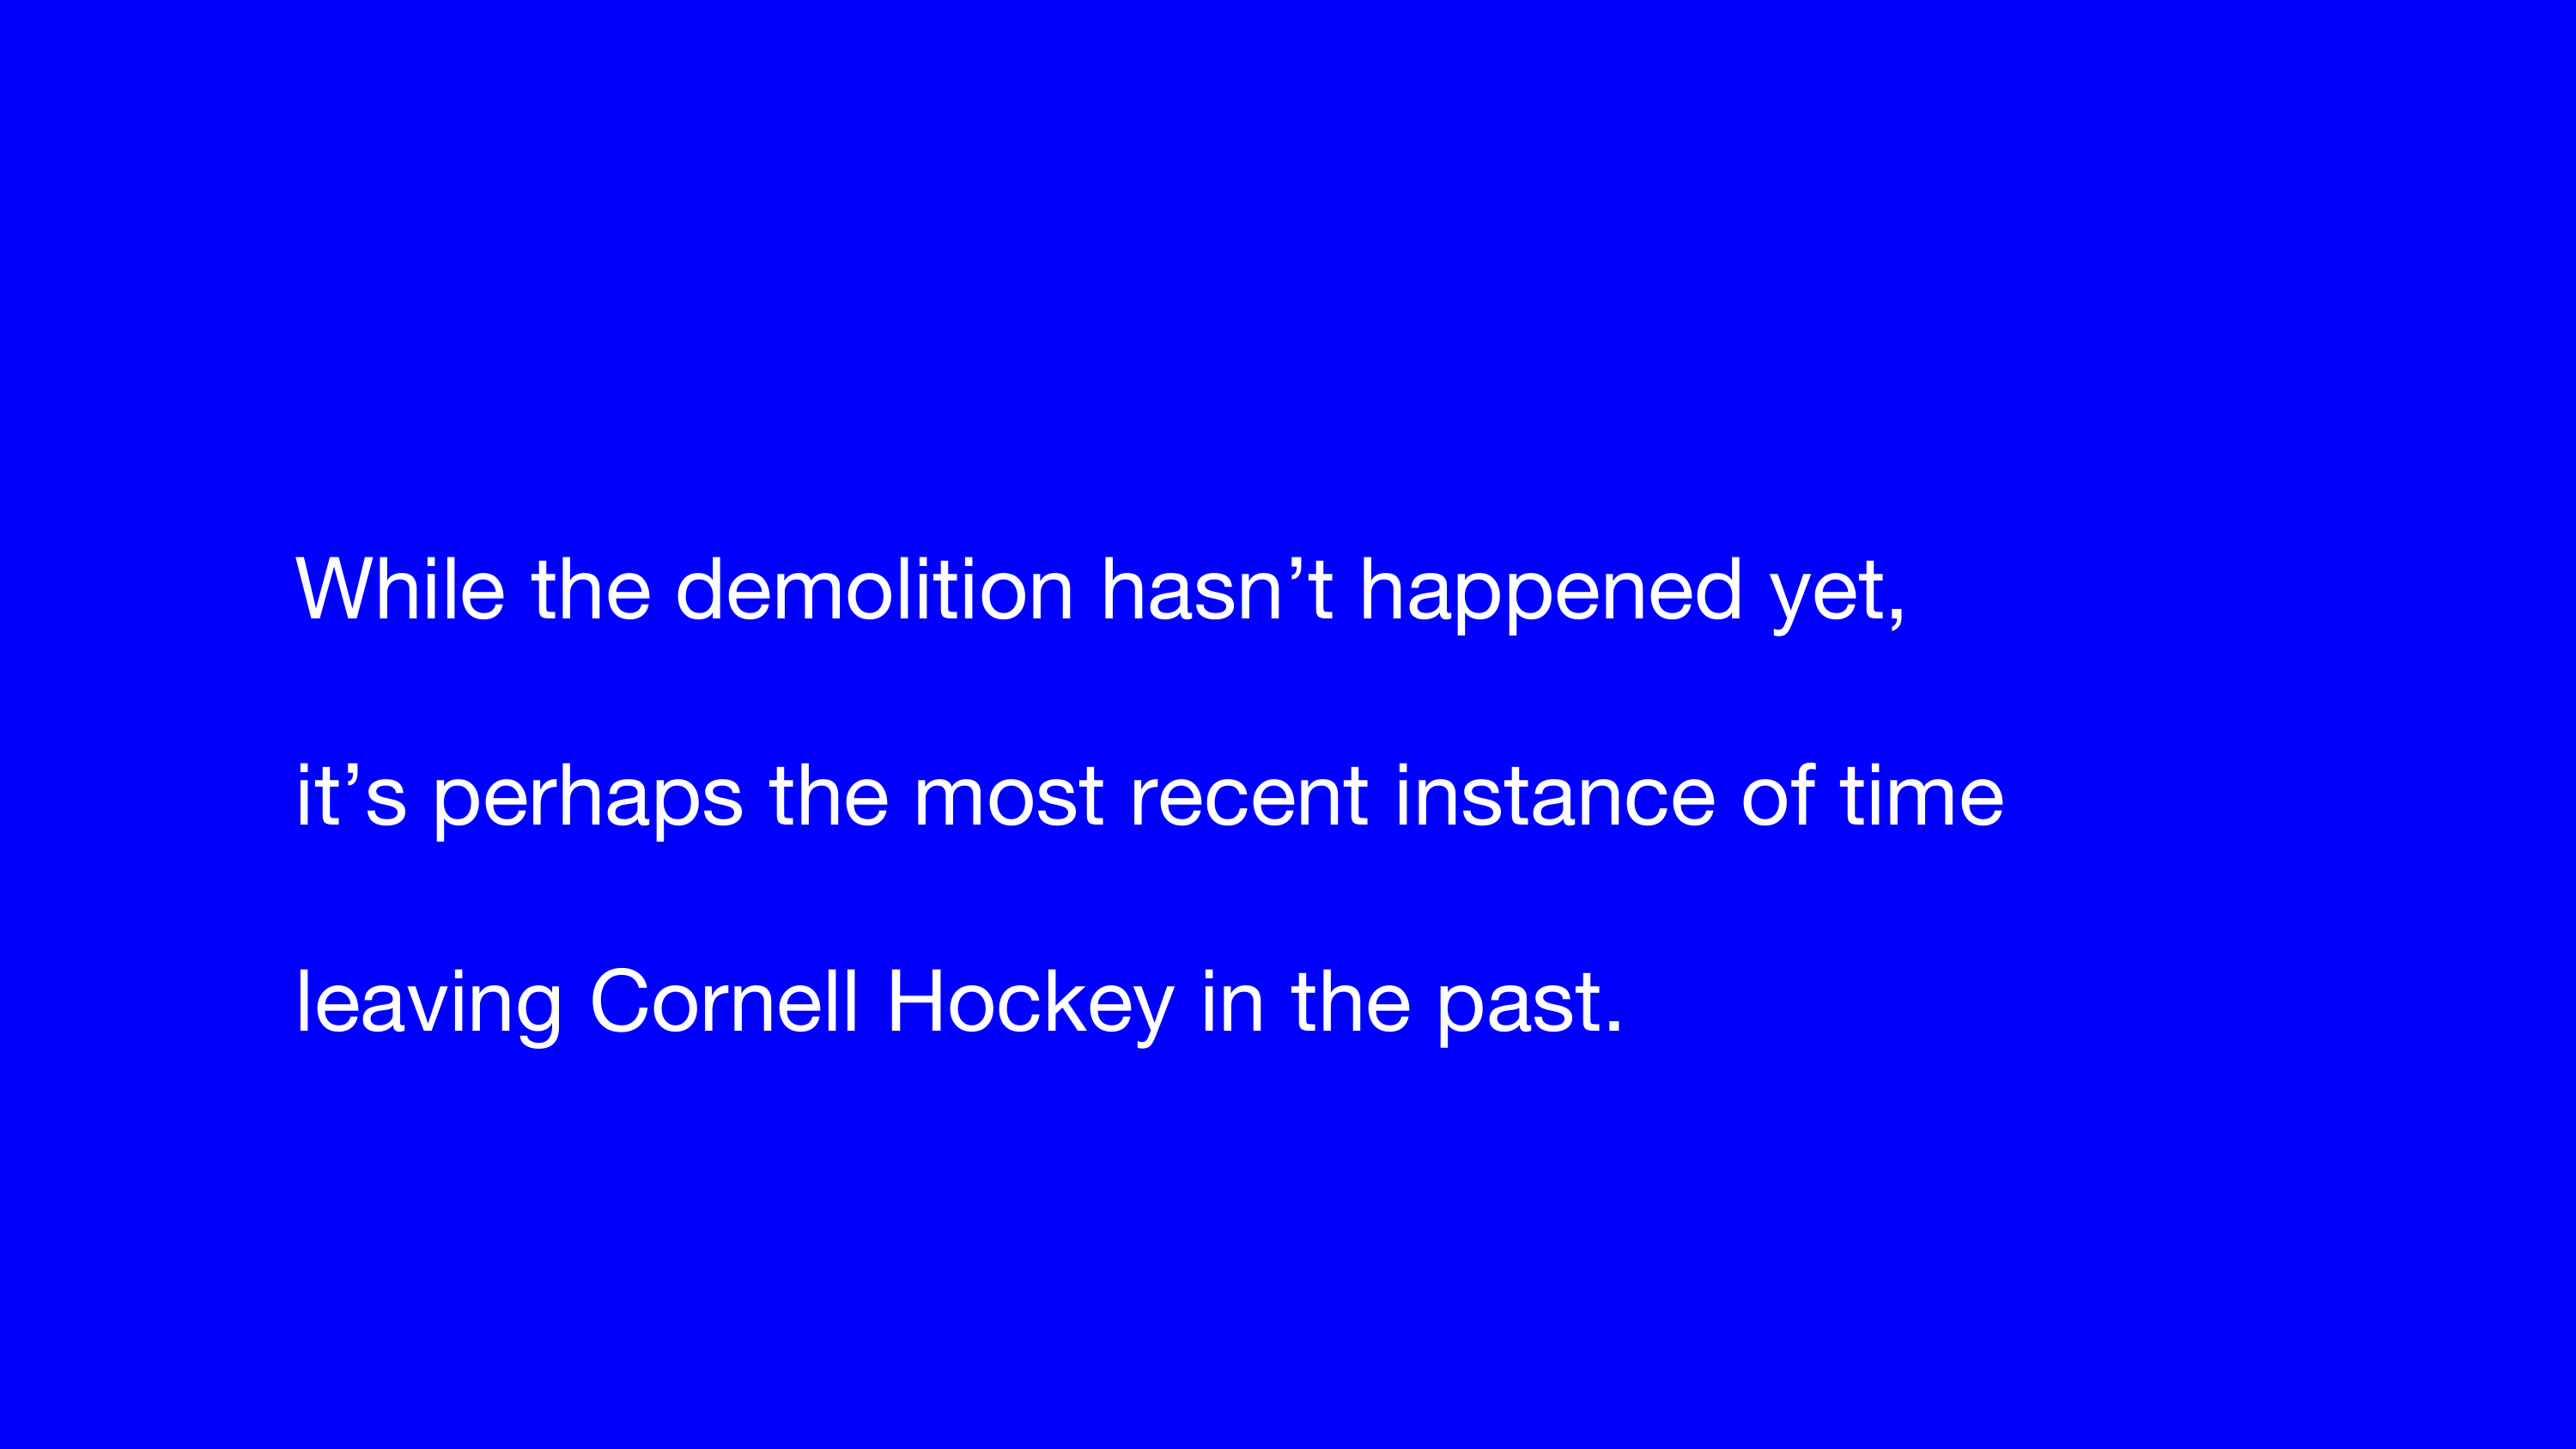 While the demolition hasn’t happened yet,
it’s perhaps the most recent instance of time
leaving Cornell Hockey in the past.